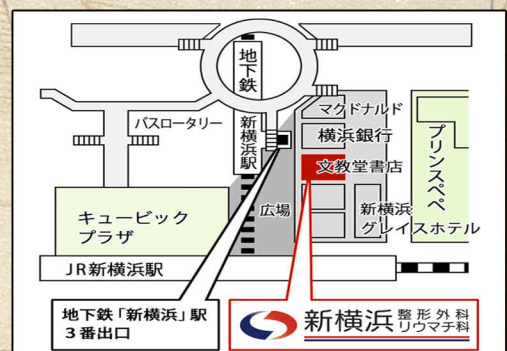 地下鉄
新横浜駅
バスロータリー
マクドナルド
横浜銀行
文教堂書店
プリンスペペ
広場
新横浜
グレイスホテル
キュービック
プラザ
JR新横浜駅
地下鉄「新横浜」駅
3番出口
新横浜 整形外科
リウマチ科